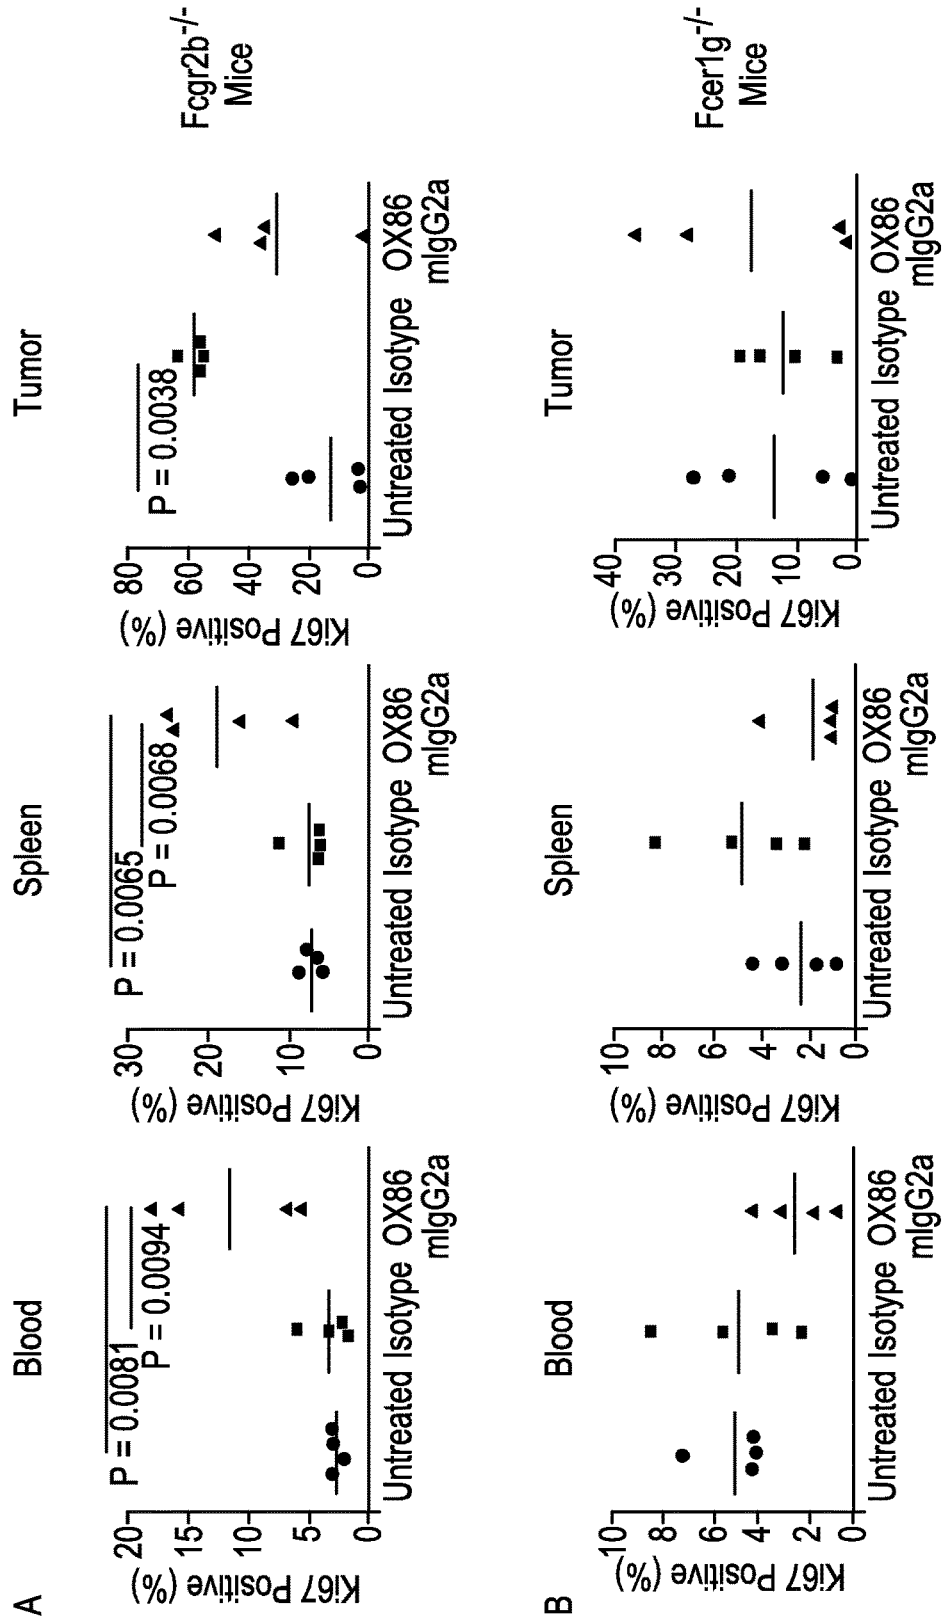 A
Blood
Ki67 Positive (%)
20
15
10
5
0
P = 0.0081
P = 0.0094
Untreated Isotype OX86
mIgG2a
Spleen
Ki67 Positive (%)
30
20
10
0
P = 0.0065
P = 0.0068
Untreated Isotype OX86
mIgG2a
Tumor
Ki67 Positive (%)
80
60
40
20
0
P = 0.0038
Untreated Isotype OX86
mIgG2a
Fcgr2b-/-
Mice
B
Blood
Ki67 Positive (%)
10
8
6
4
2
0
Untreated Isotype OX86
mIgG2a
Spleen
Ki67 Positive (%)
10
8
6
4
2
0
Untreated Isotype OX86
mIgG2a
Tumor
Ki67 Positive (%)
40
30
20
10
0
Untreated Isotype OX86
mIgG2a
Fcer1g-/-
Mice